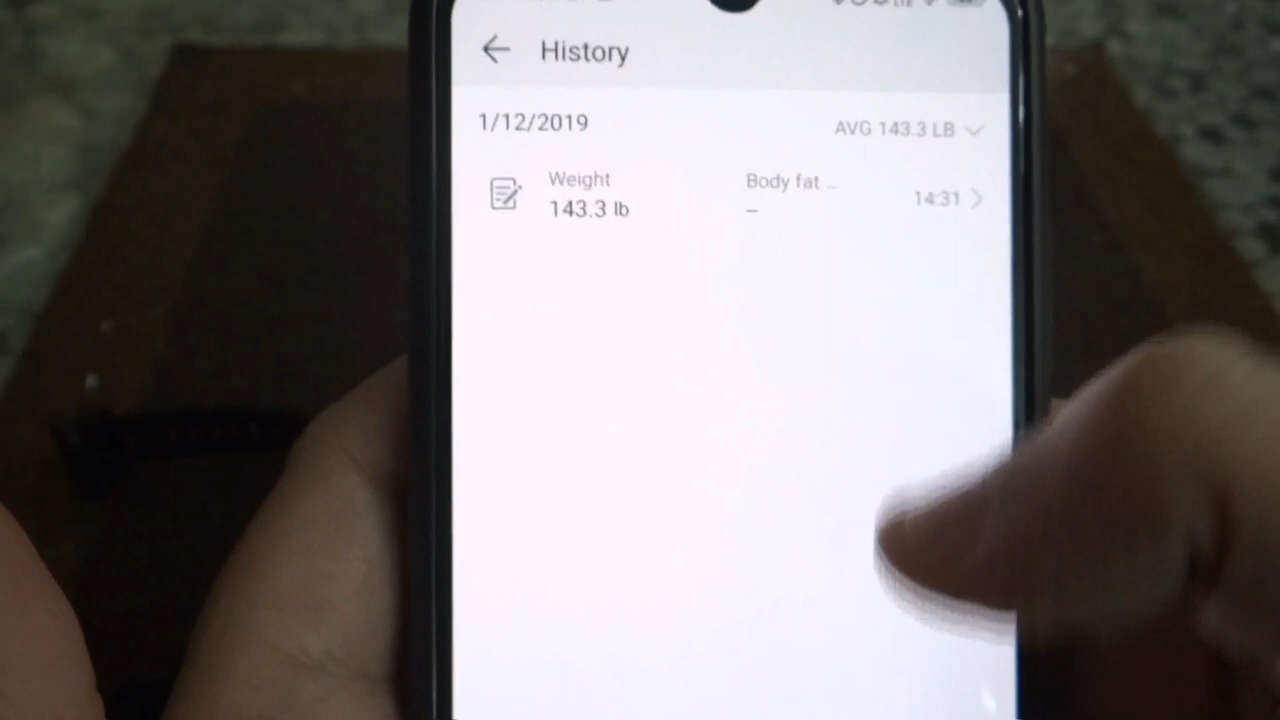 History
1/12/2019
AVG 143.3 LB
Weight
Body fat ...
143.3 lb
–
14:31